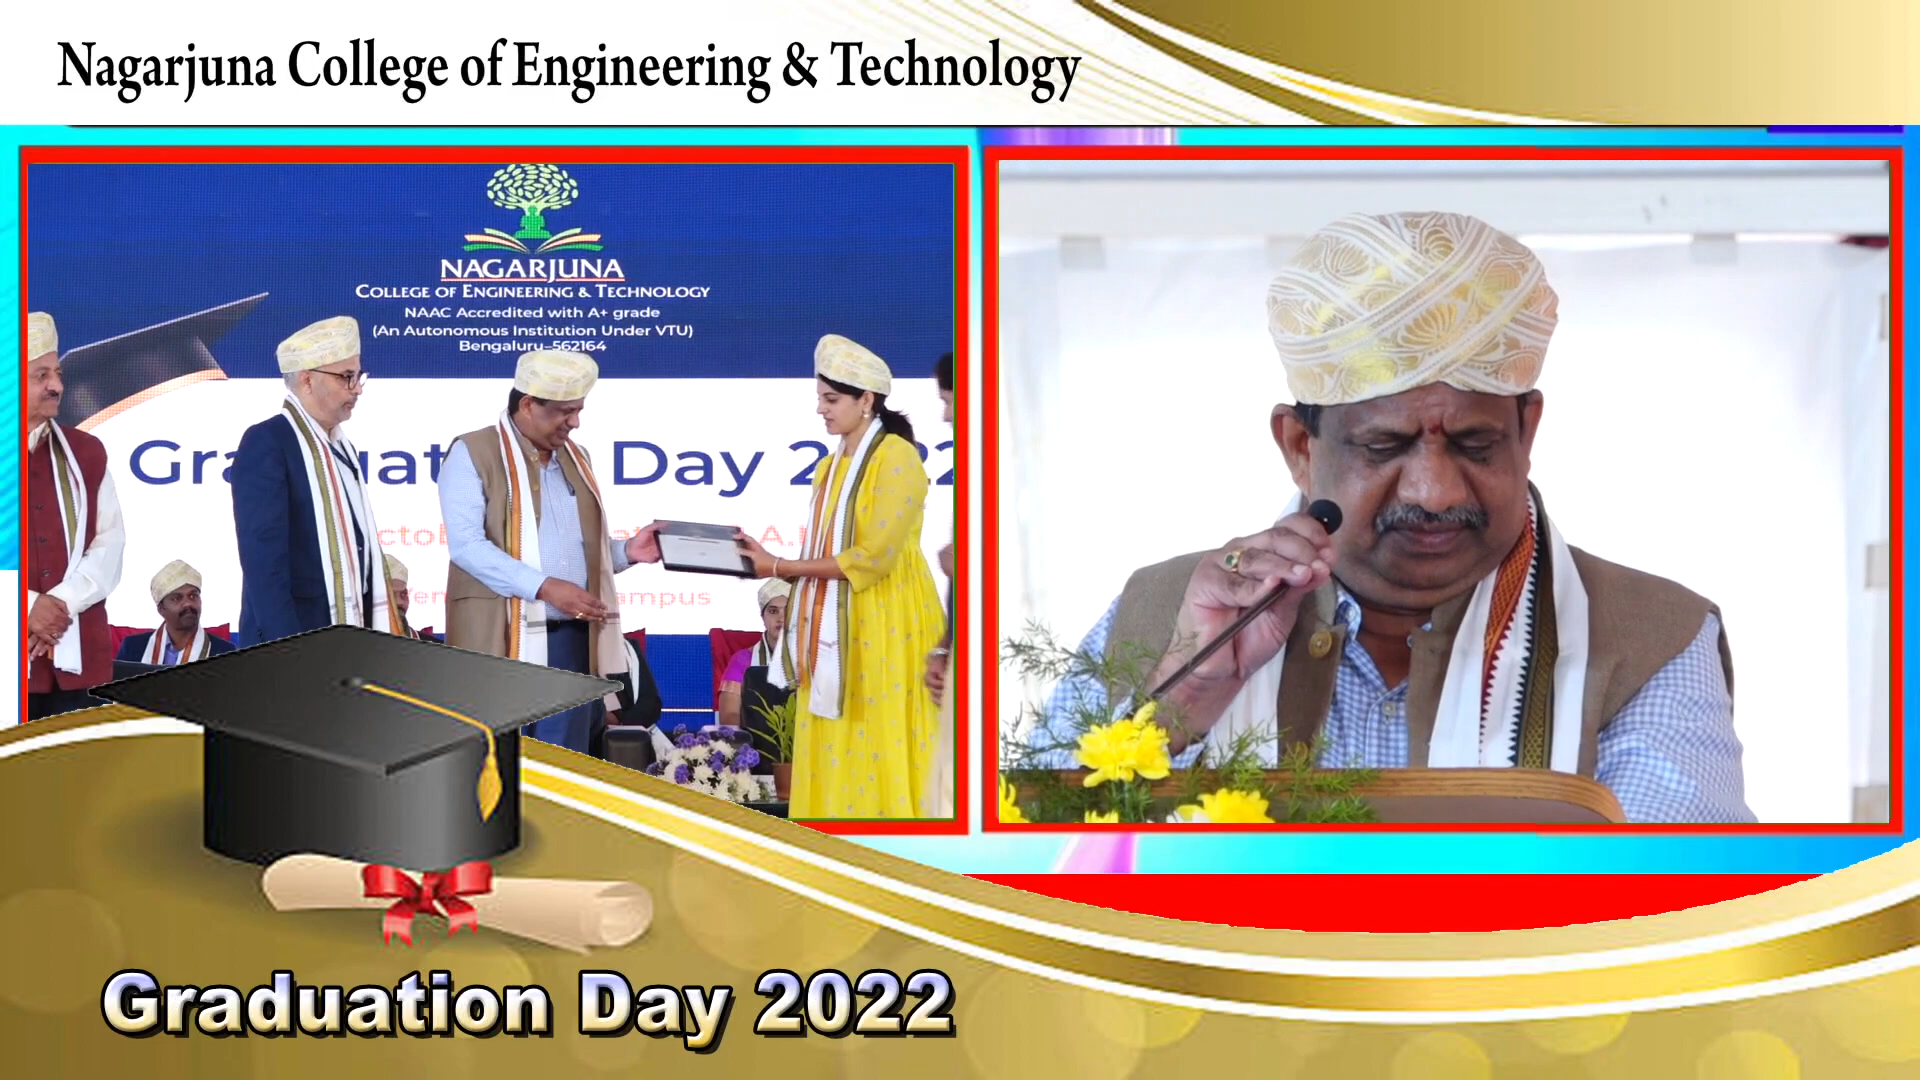 Nagarjuna College of Engineering & Technology
NAGARJUNA
COLLEGE OF ENGINEERING & TECHNOLOGY
NAAC Accredited with A+ grade
(An Autonomous Institution Under VTU)
Bengaluru-562164
Day
Graduation Day 2022